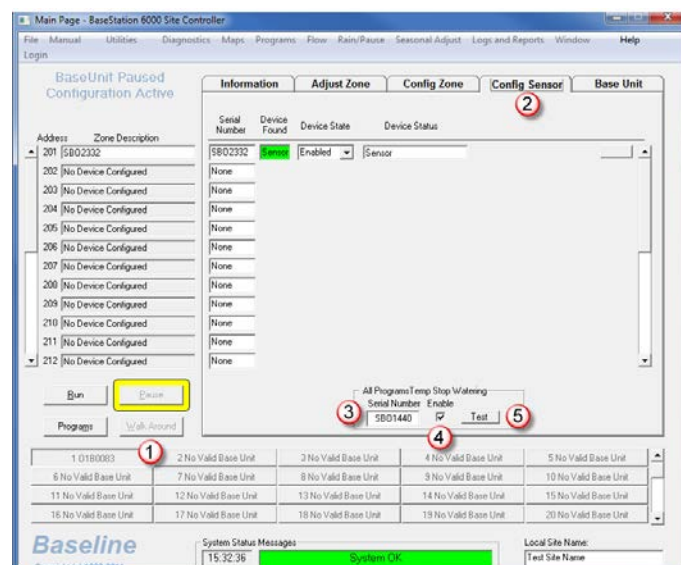 Main Page - BaseStation 6000 Site Controller
File Manual Utilities Diagnostics Maps Programs Flow Rain/Pause Seasonal Adjust Logs and Reports Window Help
Login
BaseUnit Paused
Configuration Active
Information Adjust Zone Config Zone Config Sensor Base Unit
2
Serial Number Device Found Device State Device Status
Address Zone Description
201 SB02332 SB02332 Sensor Enabled Sensor
202 No Device Configured None
203 No Device Configured None
204 No Device Configured None
205 No Device Configured None
206 No Device Configured None
207 No Device Configured None
208 No Device Configured None
209 No Device Configured None
210 No Device Configured None
211 No Device Configured None
212 No Device Configured None
All Programs Temp Stop Watering
Run Pause
Serial Number Enable
3 SB01440 Test 5
4
Programs Walk Around
1
1 01B0083 2 No Valid Base Unit 3 No Valid Base Unit 4 No Valid Base Unit 5 No Valid Base Unit
6 No Valid Base Unit 7 No Valid Base Unit 8 No Valid Base Unit 9 No Valid Base Unit 10 No Valid Base Unit
11 No Valid Base Unit 12 No Valid Base Unit 13 No Valid Base Unit 14 No Valid Base Unit 15 No Valid Base Unit
16 No Valid Base Unit 17 No Valid Base Unit 18 No Valid Base Unit 19 No Valid Base Unit 20 No Valid Base Unit
Baseline
System Status Messages Local Site Name:
15:32:36 System OK Test Site Name